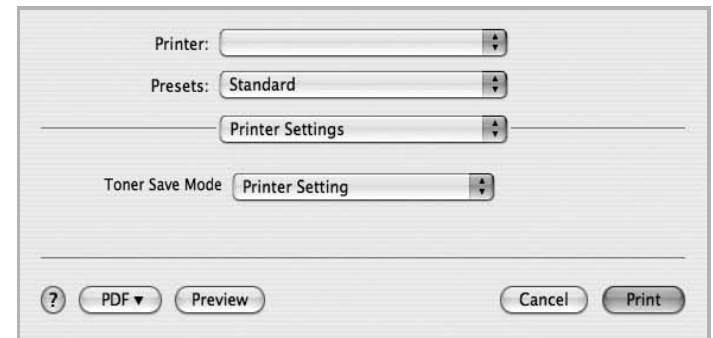 Printer:
Presets: Standard
Printer Settings
Toner Save Mode Printer Setting
? PDF▼ Preview Cancel Print